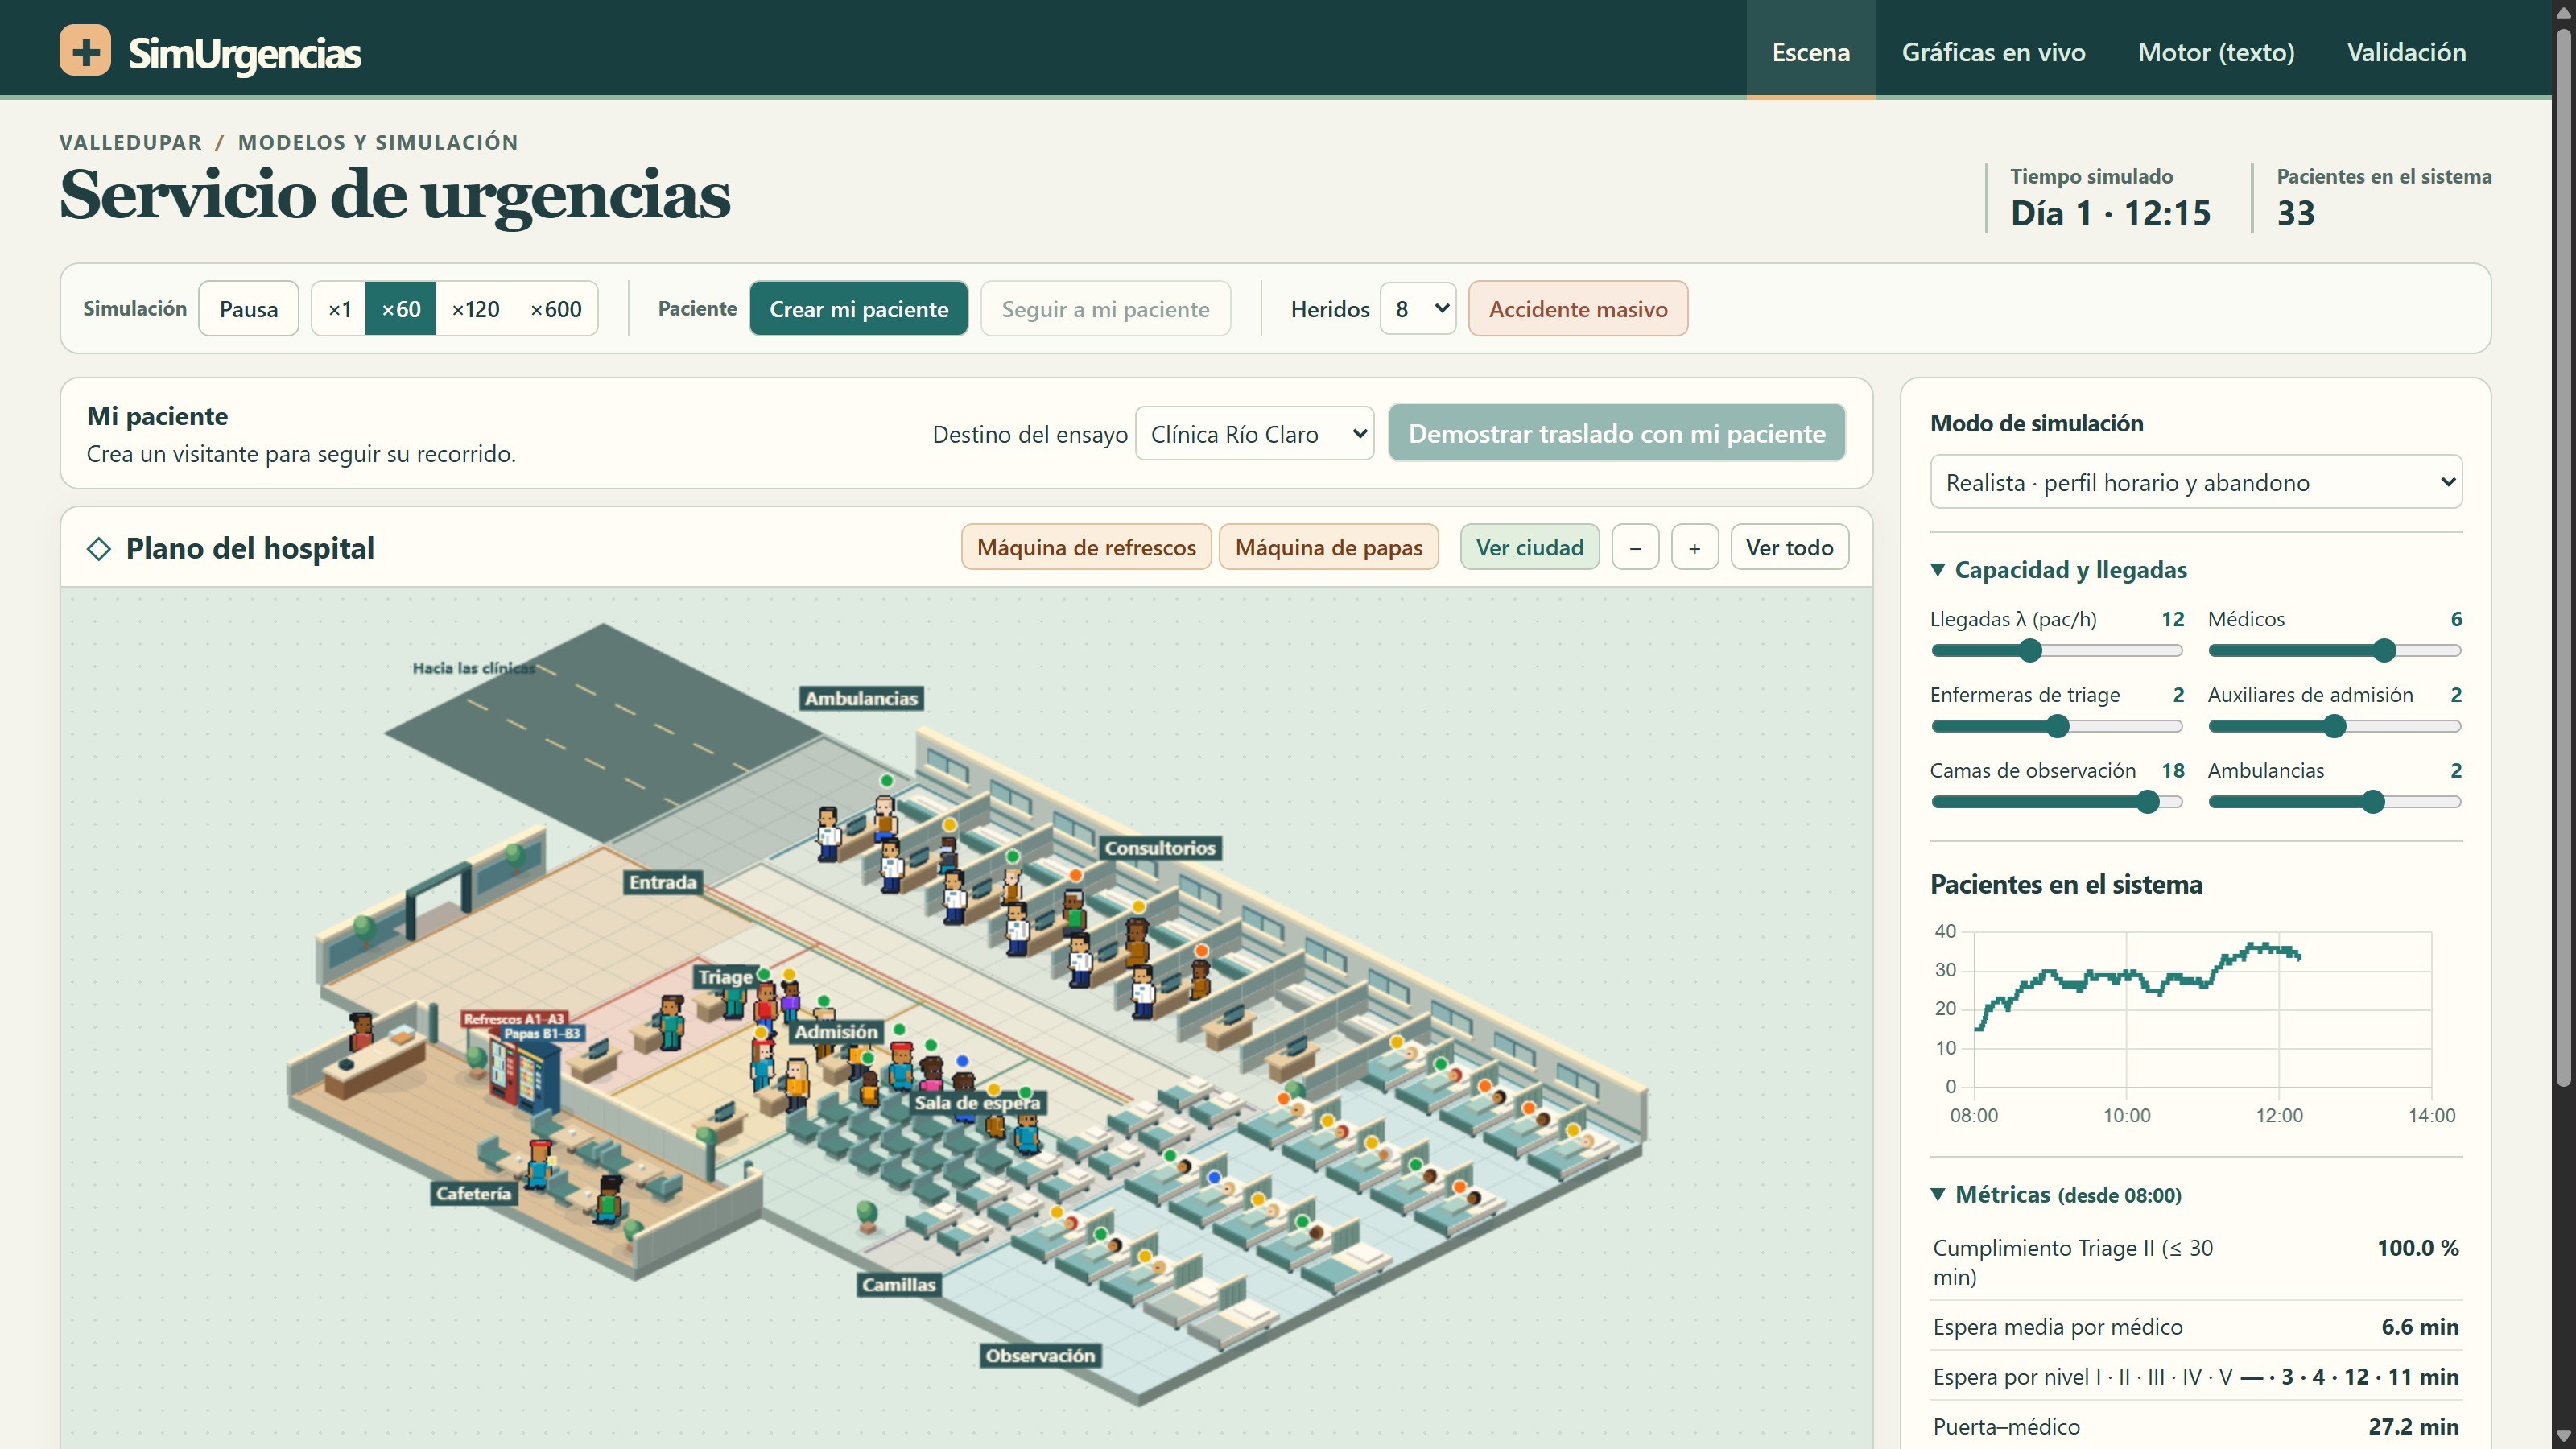 SimUrgencias
Escena
Gráficas en vivo
Motor (texto)
Validación
VALLEDUPAR / MODELOS Y SIMULACIÓN
Servicio de urgencias
Tiempo simulado
Día 1 · 12:15
Pacientes en el sistema
33
Simulación
Pausa
×1
×60
×120
×600
Paciente
Crear mi paciente
Seguir a mi paciente
Heridos
8
Accidente masivo
Mi paciente
Crea un visitante para seguir su recorrido.
Destino del ensayo
Clínica Río Claro
Demostrar traslado con mi paciente
Plano del hospital
Máquina de refrescos
Máquina de papas
Ver ciudad
−
+
Ver todo
Hacia las clínicas
Ambulancias
Consultorios
Entrada
Triage
Refrescos A1–A3
Papas B1–B3
Admisión
Sala de espera
Cafetería
Camillas
Observación
Modo de simulación
Realista · perfil horario y abandono
Capacidad y llegadas
Llegadas λ (pac/h) 12
Médicos 6
Enfermeras de triage 2
Auxiliares de admisión 2
Camas de observación 18
Ambulancias 2
Pacientes en el sistema
40
30
20
10
0
08:00 10:00 12:00 14:00
Métricas (desde 08:00)
Cumplimiento Triage II (≤ 30
min)
100.0 %
Espera media por médico 6.6 min
Espera por nivel I · II · III · IV · V — · 3 · 4 · 12 · 11 min
Puerta–médico 27.2 min